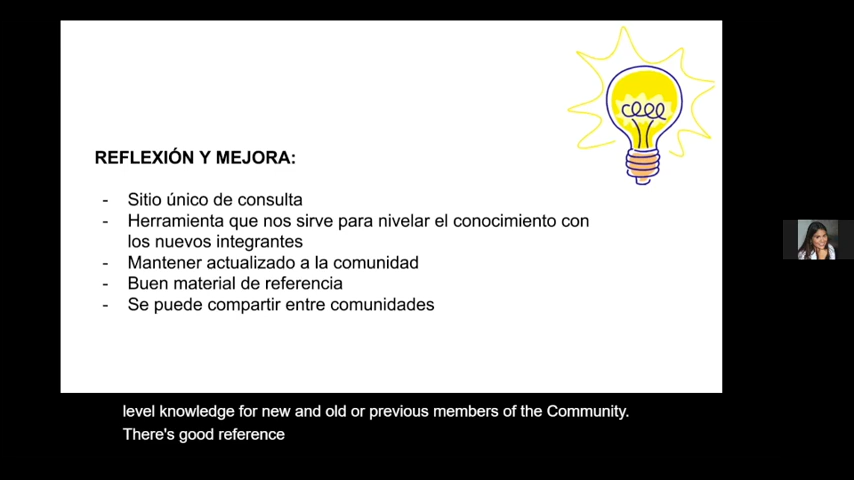 REFLEXIÓN Y MEJORA:
- Sitio único de consulta
- Herramienta que nos sirve para nivelar el conocimiento con
los nuevos integrantes
- Mantener actualizado a la comunidad
- Buen material de referencia
- Se puede compartir entre comunidades
level knowledge for new and old or previous members of the Community.
There's good reference